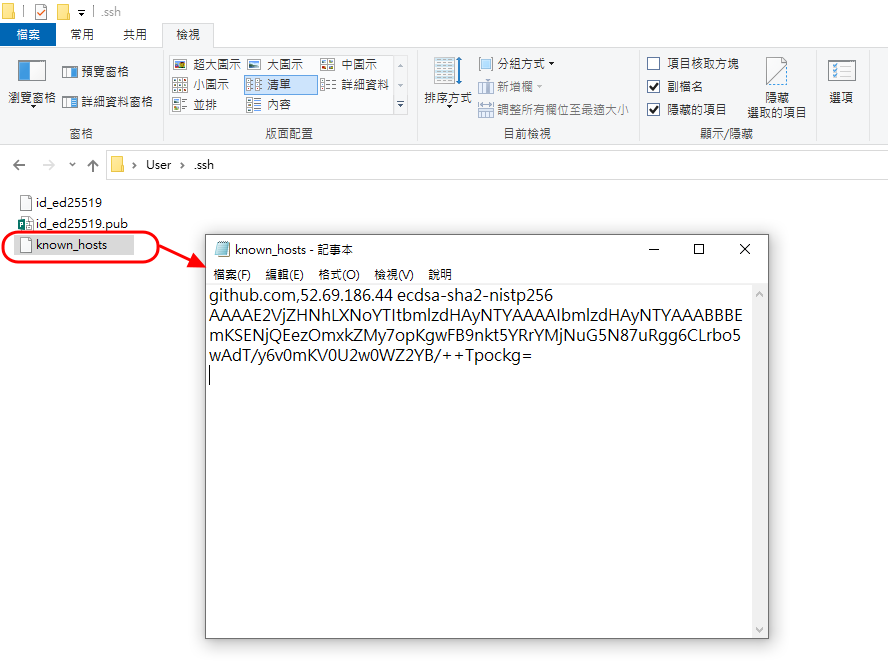 .ssh
檔案 常用 共用 檢視
瀏覽窗格
預覽窗格
詳細資料窗格
窗格
超大圖示 大圖示 中圖示
小圖示 清單 詳細資料
並排 內容
版面配置
排序方式
分組方式
新增欄
調整所有欄位至最適大小
目前檢視
項目核取方塊
副檔名
隱藏的項目
隱藏
選取的項目
顯示/隱藏
選項
User › .ssh
id_ed25519
id_ed25519.pub
known_hosts
known_hosts - 記事本
檔案(F) 編輯(E) 格式(O) 檢視(V) 說明
github.com,52.69.186.44 ecdsa-sha2-nistp256
AAAAE2VjZHNhLXNoYTItbmlzdHAyNTYAAAAIbmlzdHAyNTYAAABBBE
mKSENjQEezOmxkZMy7opKgwFB9nkt5YRrYMjNuG5N87uRgg6CLrbo5
wAdT/y6v0mKV0U2w0WZ2YB/++Tpockg=